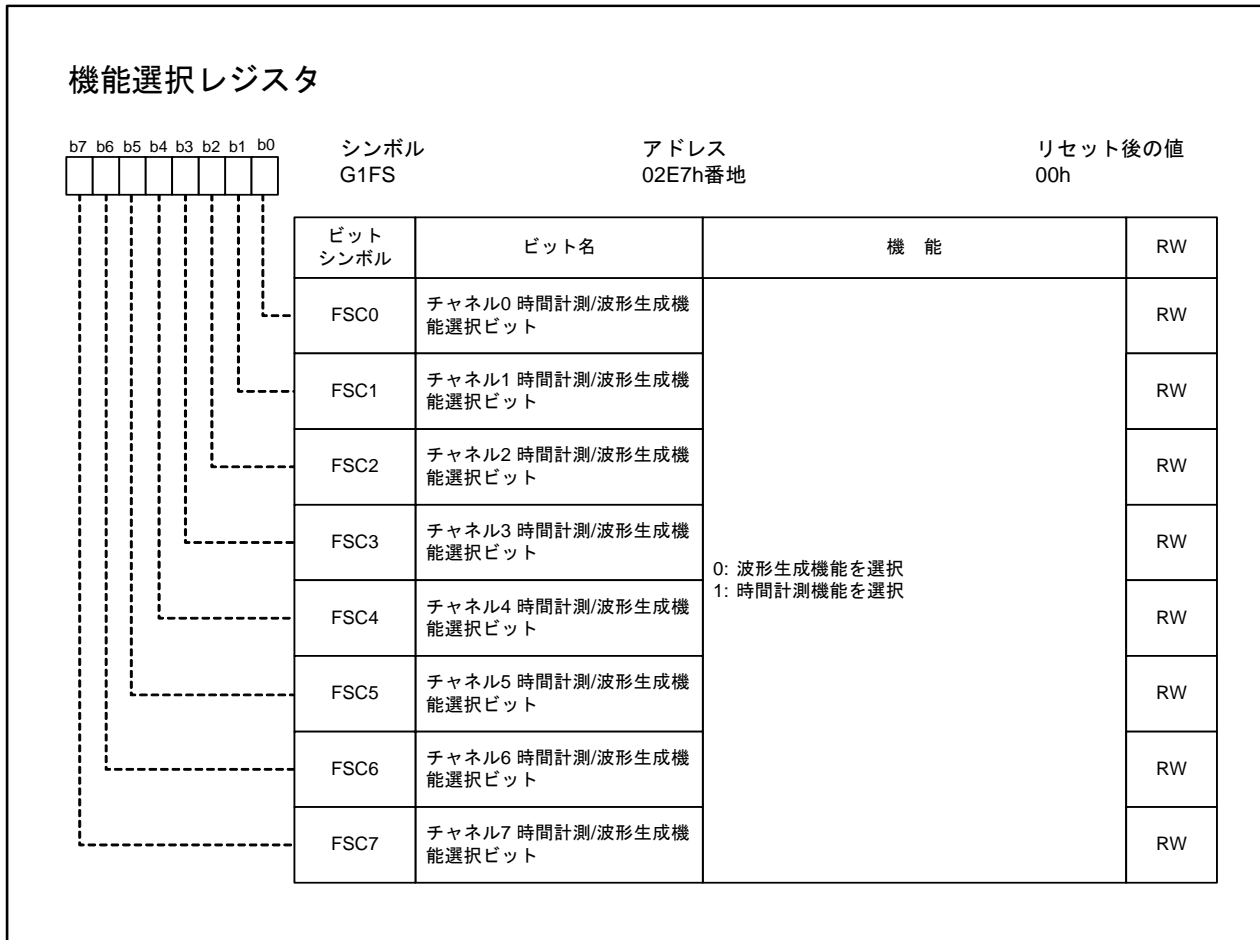 機能選択レジスタ
b7 b6 b5 b4 b3 b2 b1 b0
シンボル アドレス リセット後の値
G1FS 02E7h番地 00h
ビット
シンボル
ビット名
機 能
RW
FSC0
チャネル0 時間計測/波形生成機
能選択ビット
RW
FSC1
チャネル1 時間計測/波形生成機
能選択ビット
RW
FSC2
チャネル2 時間計測/波形生成機
能選択ビット
RW
FSC3
チャネル3 時間計測/波形生成機
能選択ビット
RW
0: 波形生成機能を選択
1: 時間計測機能を選択
FSC4
チャネル4 時間計測/波形生成機
能選択ビット
RW
FSC5
チャネル5 時間計測/波形生成機
能選択ビット
RW
FSC6
チャネル6 時間計測/波形生成機
能選択ビット
RW
FSC7
チャネル7 時間計測/波形生成機
能選択ビット
RW